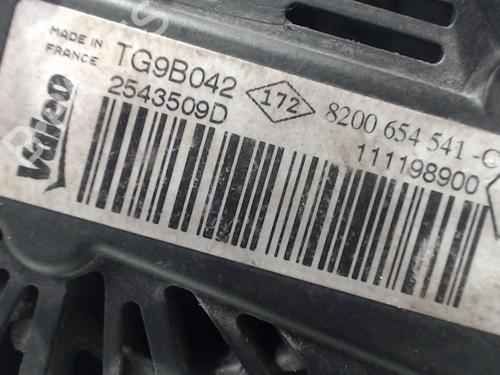 MADE IN
FRANCE
Valeo
TG9B042
2543509D
172
8200 654 541 -C
111198900